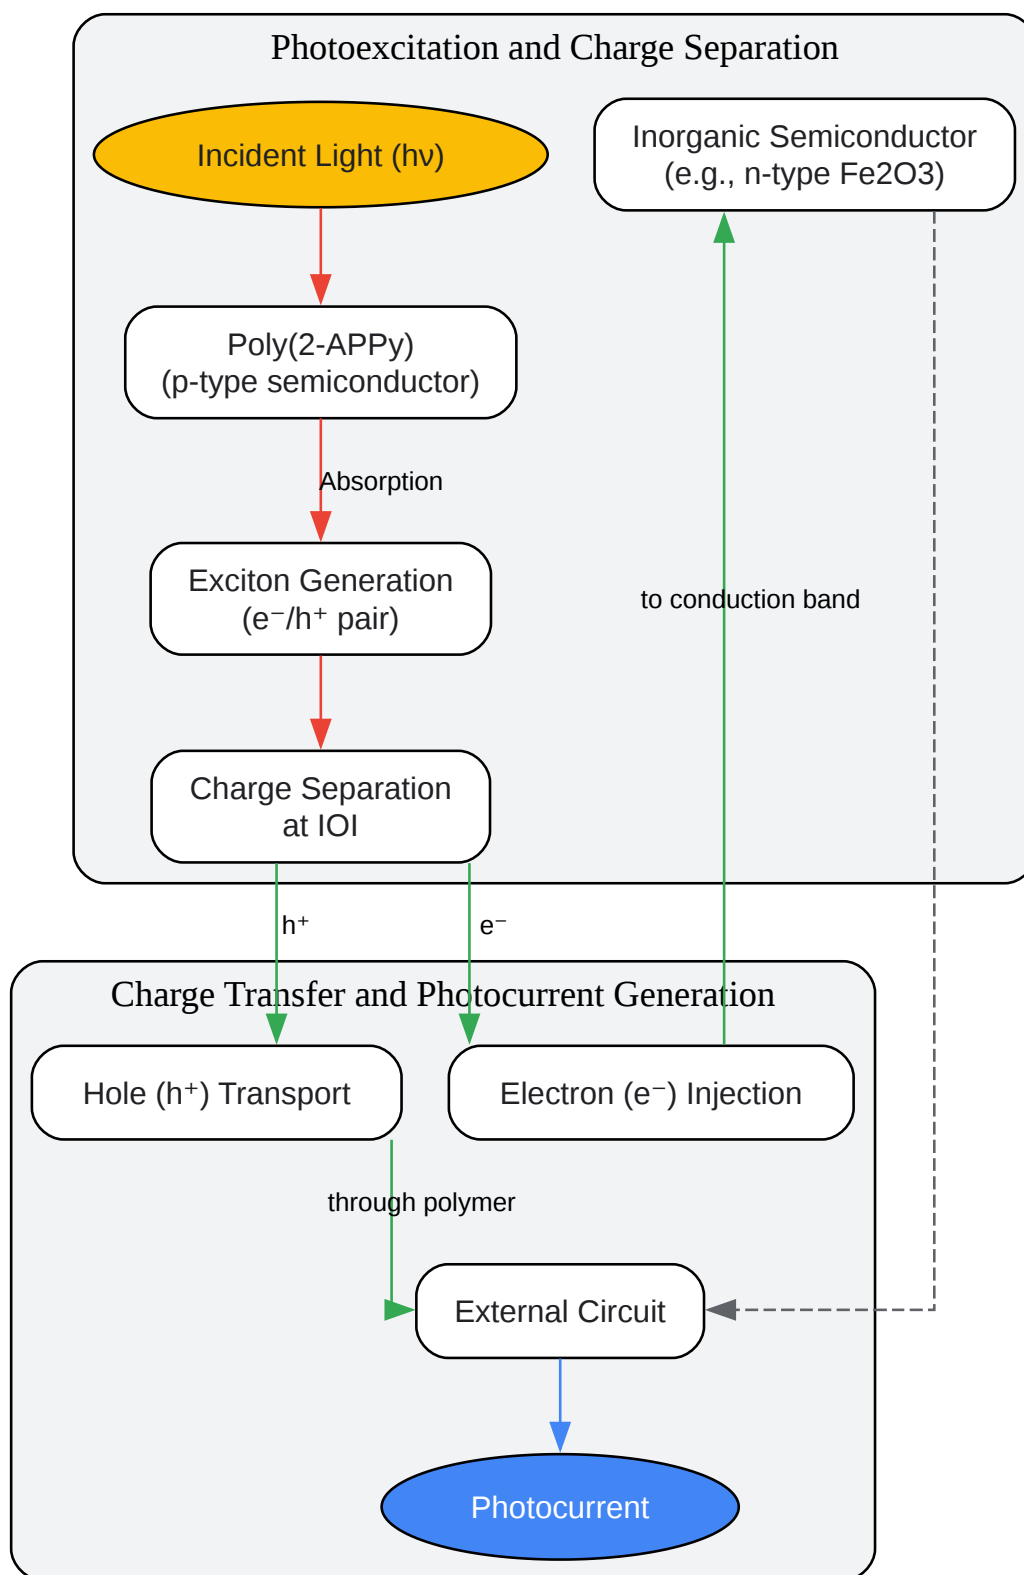 Photoexcitation and Charge Separation
Incident Light (hν)
Inorganic Semiconductor
(e.g., n-type Fe2O3)
Poly(2-APPy)
(p-type semiconductor)
Absorption
Exciton Generation
(e⁻/h⁺ pair)
to conduction band
Charge Separation
at IOI
h⁺
e⁻
Charge Transfer and Photocurrent Generation
Hole (h⁺) Transport
Electron (e⁻) Injection
through polymer
External Circuit
Photocurrent